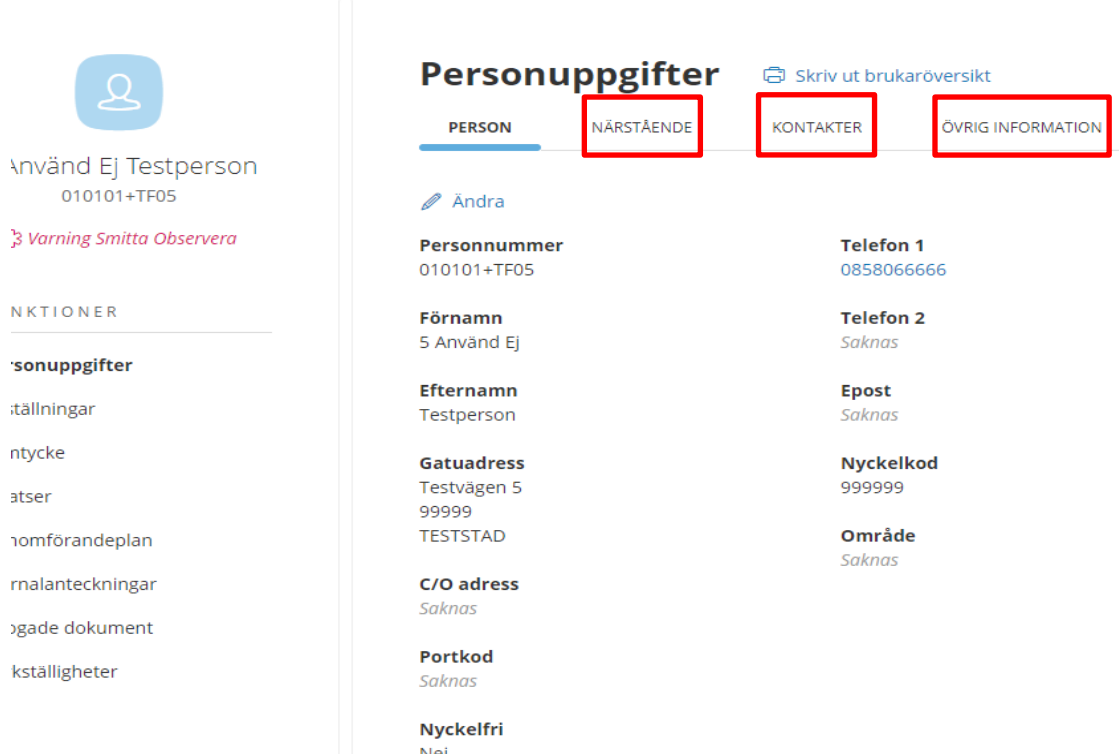 Använd Ej Testperson
010101+TF05
Varning Smitta Observera
NKTIONER
rsonuppgifter
ställningar
mtycke
atser
nomförandeplan
rnalanteckningar
ogade dokument
kställigheter
Personuppgifter
Skriv ut brukaröversikt
PERSON
NÄRSTÅENDE
KONTAKTER
ÖVRIG INFORMATION
Ändra
Personnummer
010101+TF05
Förnamn
5 Använd Ej
Efternamn
Testperson
Gatuadress
Testvägen 5
99999
TESTSTAD
C/O adress
Saknas
Portkod
Saknas
Nyckelfri
Nej
Telefon 1
0858066666
Telefon 2
Saknas
Epost
Saknas
Nyckelkod
999999
Område
Saknas